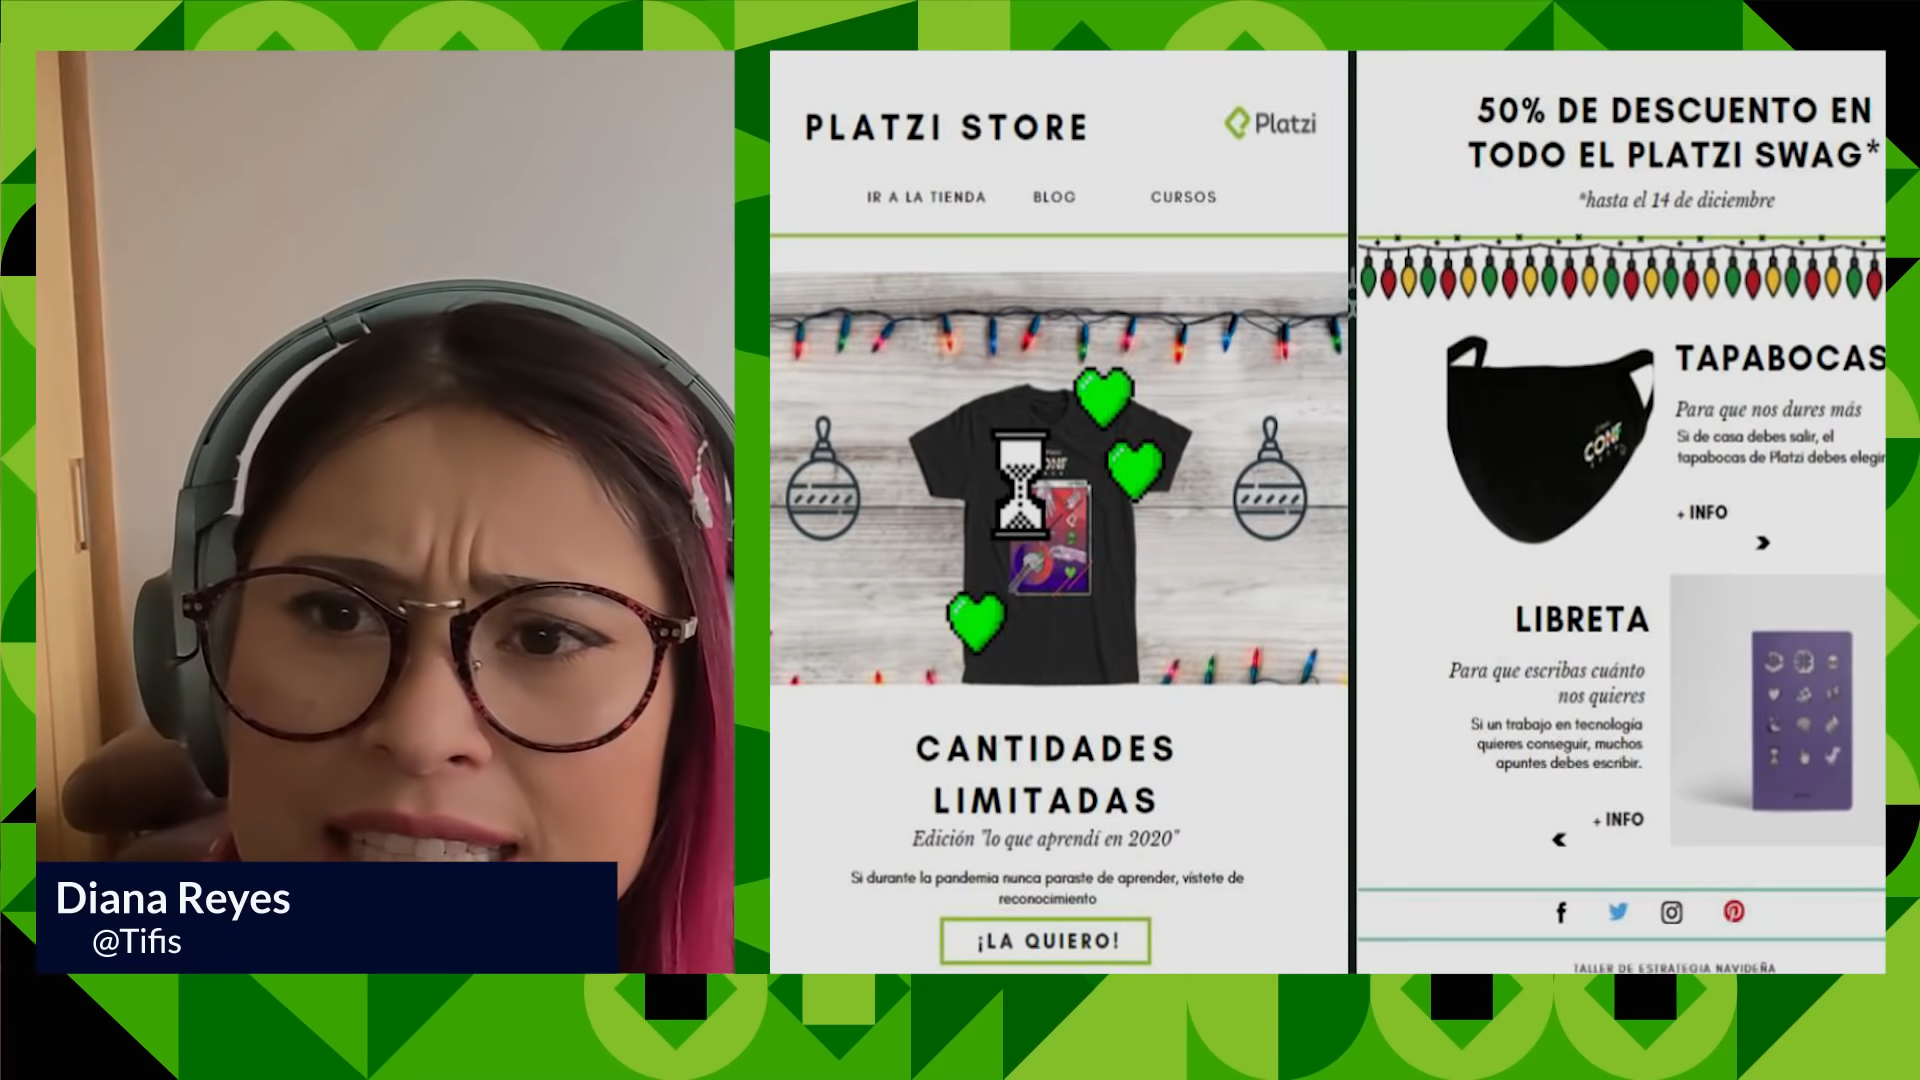 Diana Reyes
@Tifis
PLATZI STORE
Platzi
IR A LA TIENDA BLOG CURSOS
CONF
CANTIDADES
LIMITADAS
Edición "lo que aprendí en 2020"
Si durante la pandemia nunca paraste de aprender, vístete de
reconocimiento
¡LA QUIERO!
50% DE DESCUENTO EN
TODO EL PLATZI SWAG*
*hasta el 14 de diciembre
TAPABOCAS
Para que nos dures más
Si de casa debes salir, el
tapabocas de Platzi debes elegir
+ INFO
LIBRETA
Para que escribas cuánto
nos quieres
Si un trabajo en tecnología
quieres conseguir, muchos
apuntes debes escribir.
+ INFO
TALLER DE ESTRATEGIA NAVIDEÑA